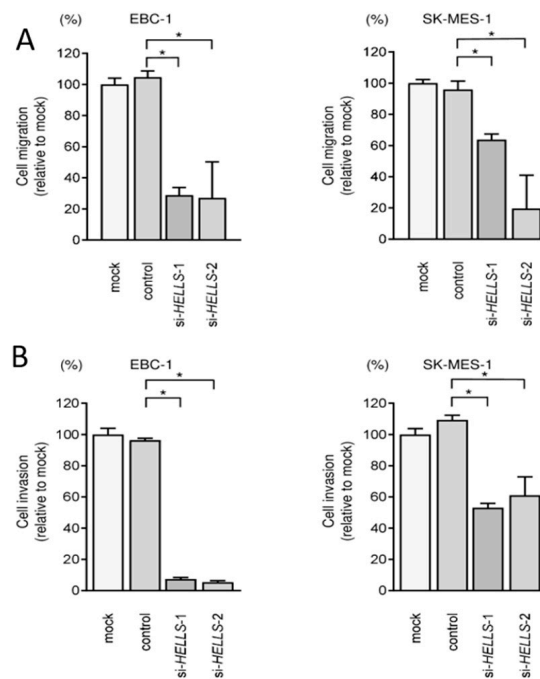 A
(%) EBC-1
*
*
Cell migration
(relative to mock)
120
100
80
60
40
20
0
mock
control
si-HELLS-1
si-HELLS-2
(%) SK-MES-1
*
*
Cell migration
(relative to mock)
120
100
80
60
40
20
0
mock
control
si-HELLS-1
si-HELLS-2
B
(%) EBC-1
*
*
Cell invasion
(relative to mock)
120
100
80
60
40
20
0
mock
control
si-HELLS-1
si-HELLS-2
(%) SK-MES-1
*
*
Cell invasion
(relative to mock)
120
100
80
60
40
20
0
mock
control
si-HELLS-1
si-HELLS-2